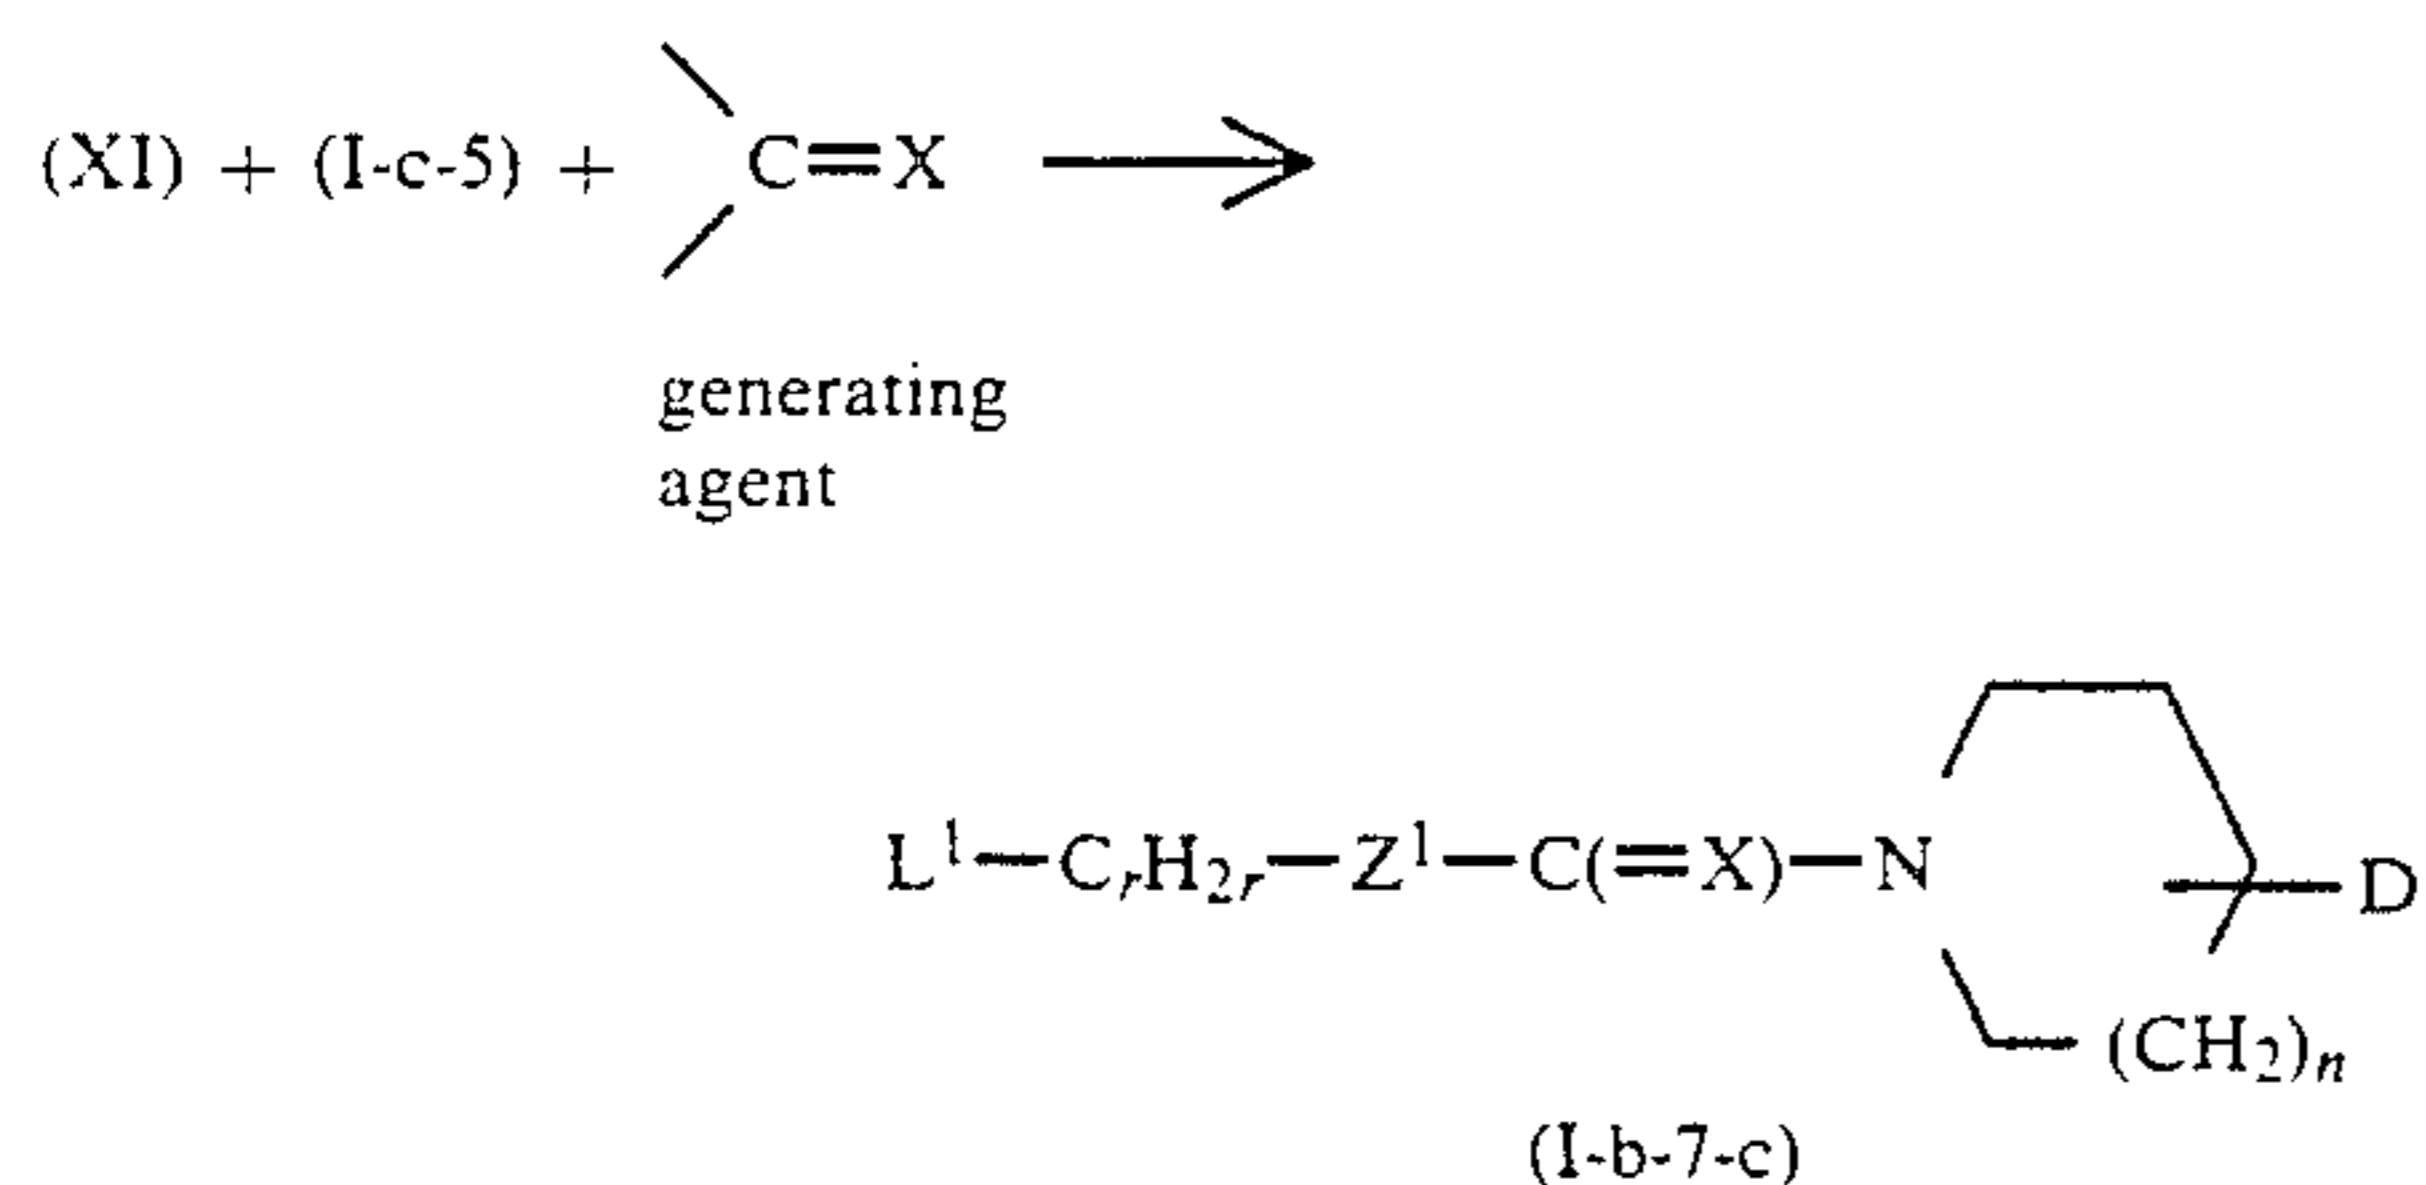 (XI) + (I-c-5) + C=X
generating
agent
L¹—CᵣH₂ᵣ—Z¹—C(=X)—N
D
(CH₂)ₙ
(I-b-7-c)